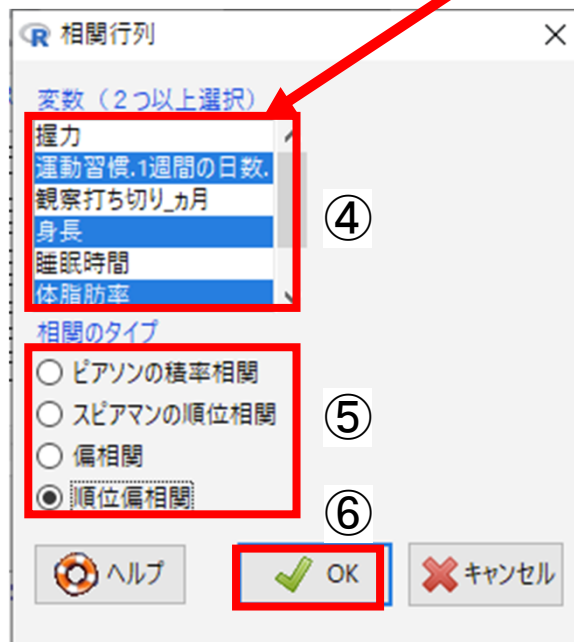 相関行列
変数（２つ以上選択）
握力
運動習慣.1週間の日数.
観察打ち切り_ヵ月
身長
睡眠時間
体脂肪率
④
相関のタイプ
ピアソンの積率相関
スピアマンの順位相関
偏相関
順位偏相関
⑤
⑥
ヘルプ
OK
キャンセル